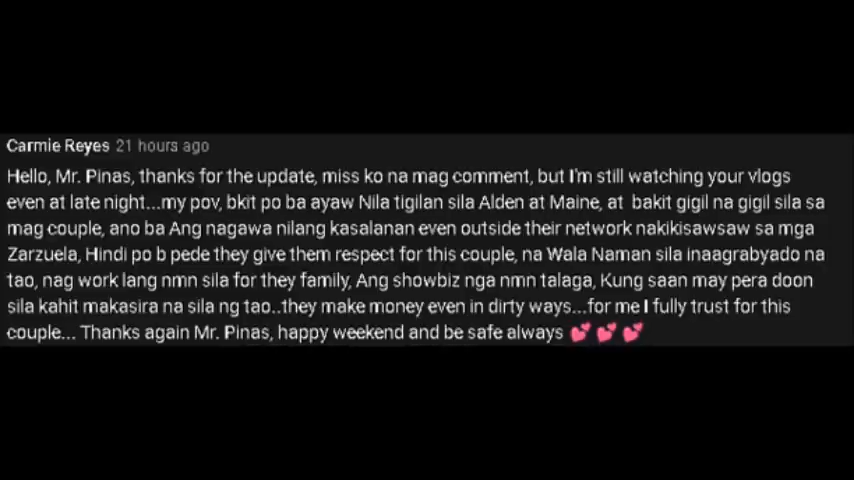 Carmie Reyes 21 hours ago
Hello, Mr. Pinas, thanks for the update, miss ko na mag comment, but I'm still watching your vlogs
even at late night...my pov, bkit po ba ayaw Nila tigilan sila Alden at Maine, at bakit gigil na gigil sila sa
mag couple, ano ba Ang nagawa nilang kasalanan even outside their network nakikisawsaw sa mga
Zarzuela, Hindi po b pede they give them respect for this couple, na Wala Naman sila inaagrabyado na
tao, nag work lang nmn sila for they family, Ang showbiz nga nmn talaga, Kung saan may pera doon
sila kahit makasira na sila ng tao..they make money even in dirty ways...for me I fully trust for this
couple... Thanks again Mr. Pinas, happy weekend and be safe always 💕 💕 💕